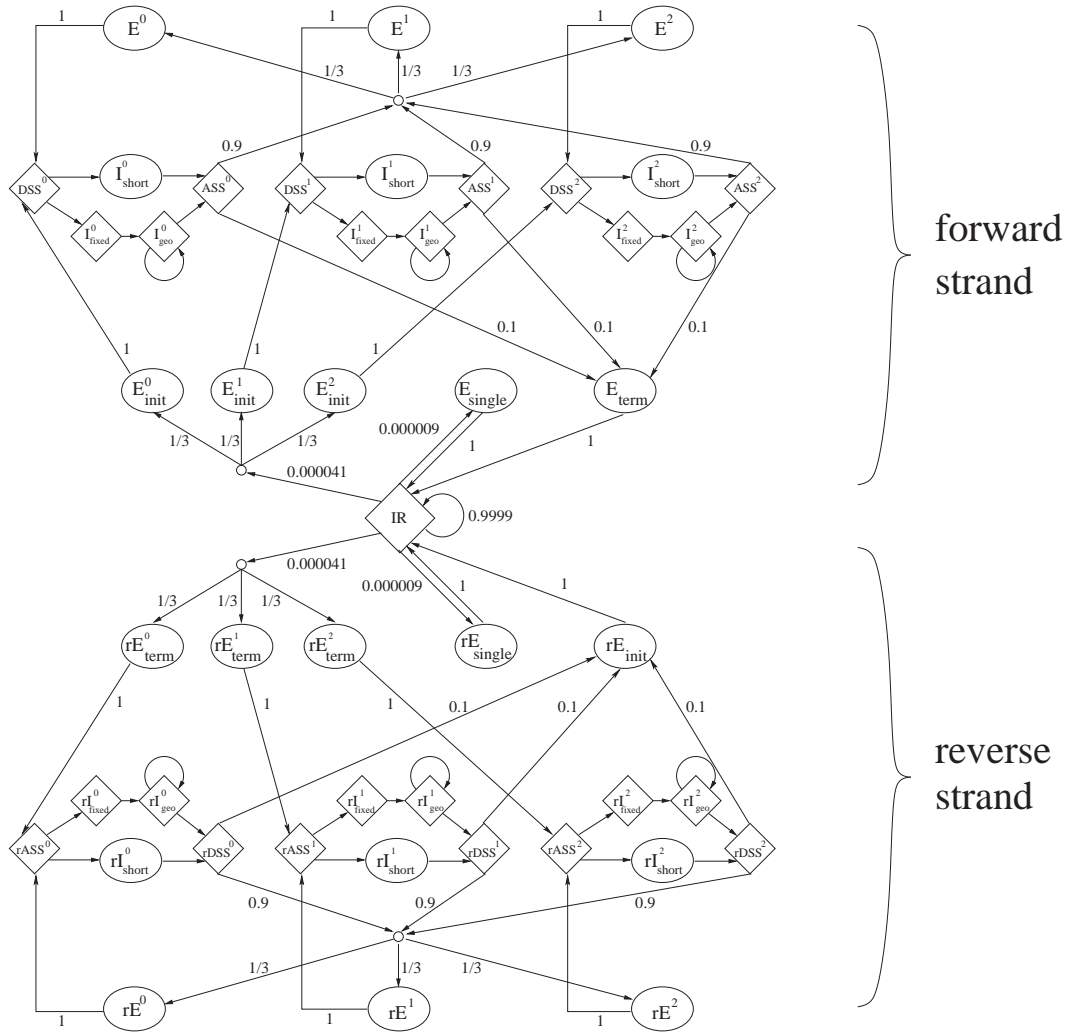 1 E^0 1 E^1 1 E^2
1/3 1/3 1/3
0.9 0.9 0.9
DSS^0 I^0_short ASS^0 DSS^1 I^1_short ASS^1 DSS^2 I^2_short ASS^2
I^0_fixed I^0_geo I^1_fixed I^1_geo I^2_fixed I^2_geo
forward
strand
0.1 0.1 0.1
1 1 1
E^0_init E^1_init E^2_init E_single E_term
1/3 1/3 1/3 0.000009 1 1
0.000041
IR 0.9999
0.000041
0.000009 1 1
1/3 1/3 1/3
rE^0_term rE^1_term rE^2_term rE_single rE_init
1 1 1 0.1 0.1 0.1
reverse
strand
rI^0_fixed rI^0_geo rI^1_fixed rI^1_geo rI^2_fixed rI^2_geo
rASS^0 rI^0_short rDSS^0 rASS^1 rI^1_short rDSS^1 rASS^2 rI^2_short rDSS^2
0.9 0.9 0.9
1/3 1/3 1/3
1 rE^0 1 rE^1 1 rE^2